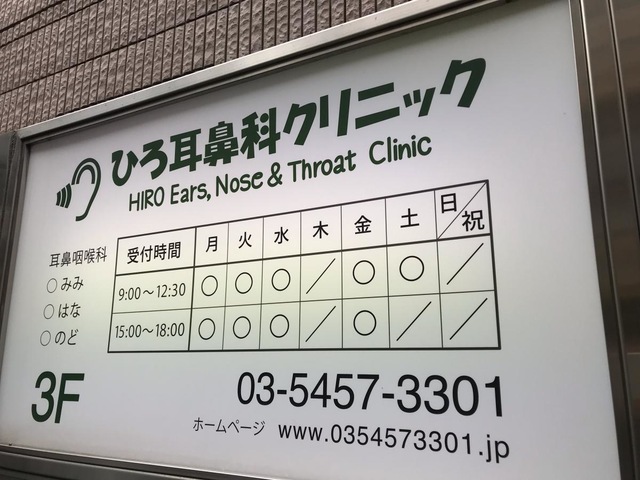 ひろ耳鼻科クリニック
HIRO Ears, Nose & Throat Clinic
耳鼻咽喉科
○ みみ
○ はな
○ のど
受付時間 月 火 水 木 金 土 日/祝
9:00～12:30 ○ ○ ○ ／ ○ ○ ／
15:00～18:00 ○ ○ ○ ／ ○ ／ ／
3F
03-5457-3301
ホームページ www.0354573301.jp